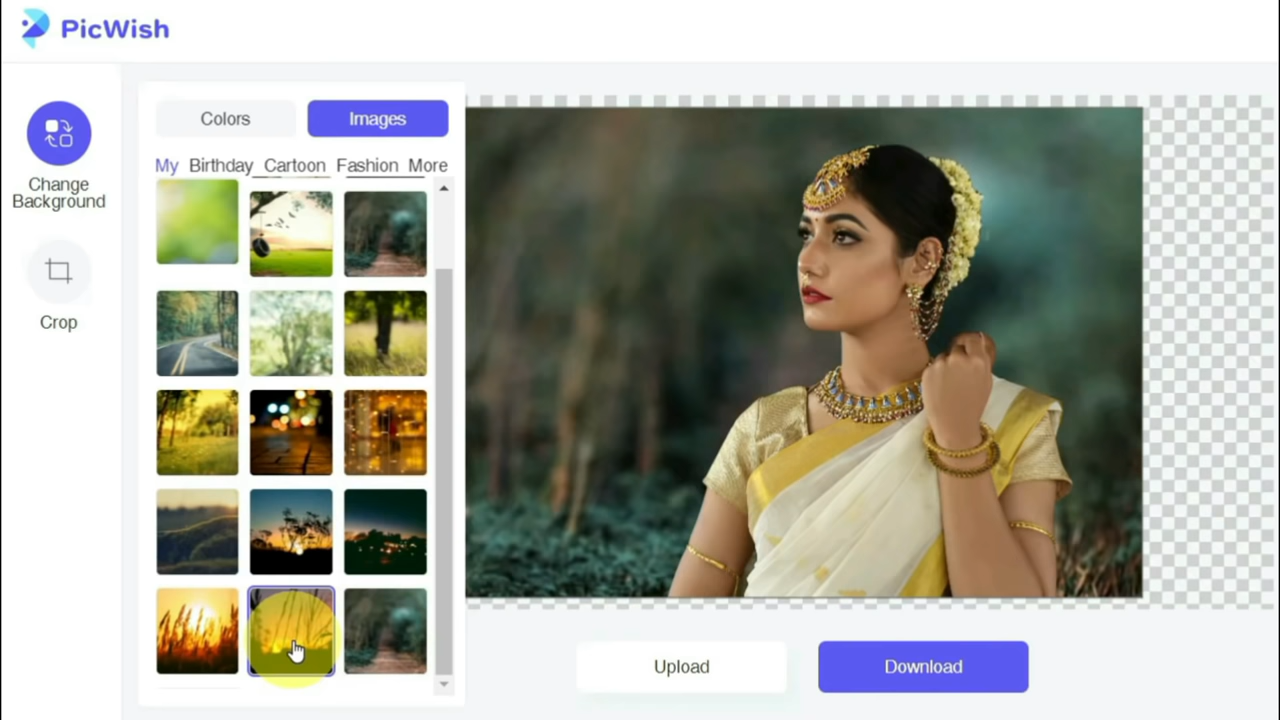 PicWish
Colors
Images
My Birthday Cartoon Fashion More
Change
Background
Crop
Upload
Download